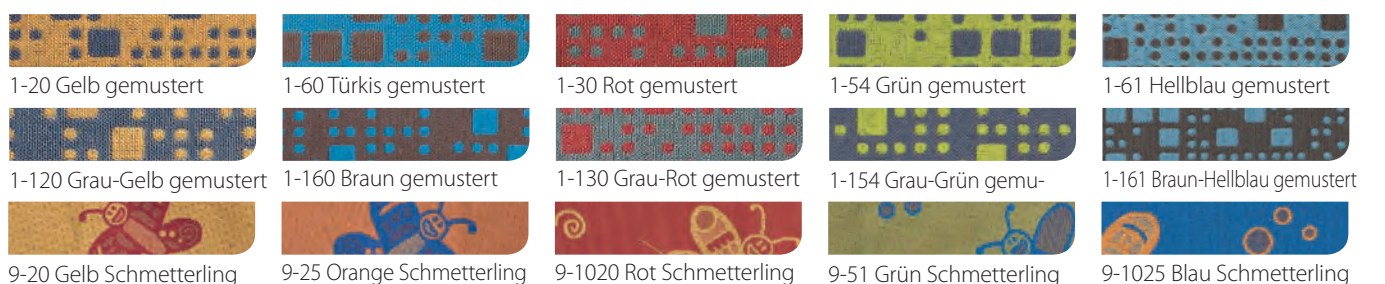 1-20 Gelb gemustert
1-60 Türkis gemustert
1-30 Rot gemustert
1-54 Grün gemustert
1-61 Hellblau gemustert
1-120 Grau-Gelb gemustert
1-160 Braun gemustert
1-130 Grau-Rot gemustert
1-154 Grau-Grün gemu-
1-161 Braun-Hellblau gemustert
9-20 Gelb Schmetterling
9-25 Orange Schmetterling
9-1020 Rot Schmetterling
9-51 Grün Schmetterling
9-1025 Blau Schmetterling